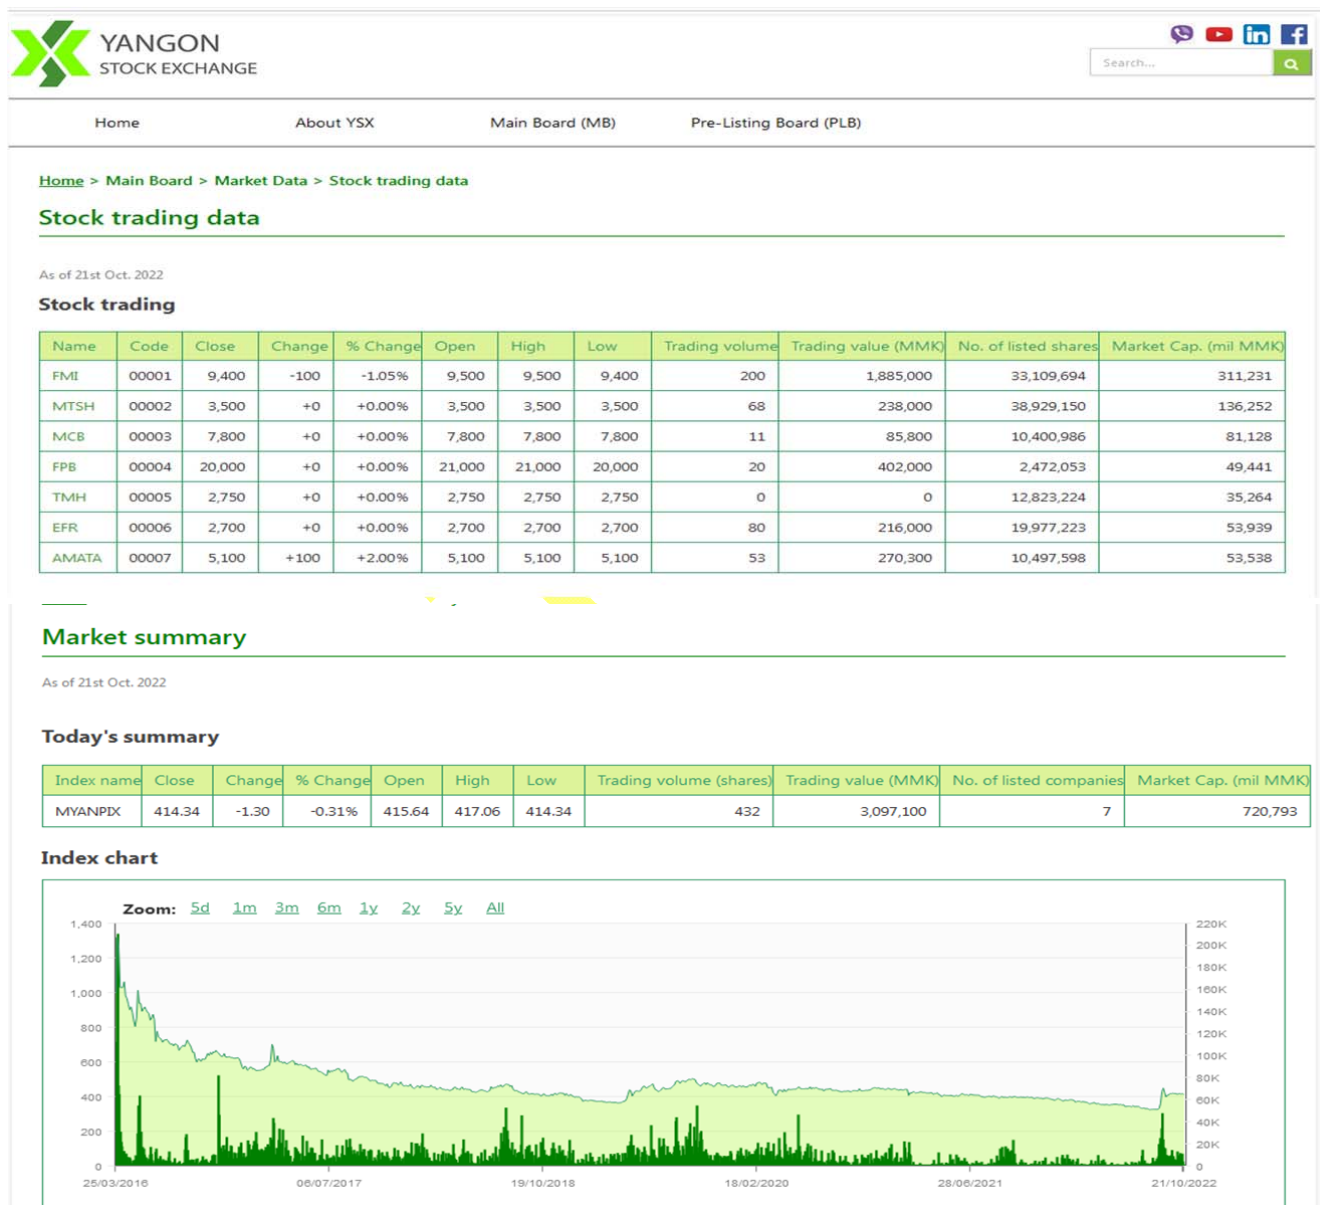 YANGON
STOCK EXCHANGE
Search...
Home About YSX Main Board (MB) Pre-Listing Board (PLB)
Home > Main Board > Market Data > Stock trading data
Stock trading data
As of 21st Oct. 2022
Stock trading
Name Code Close Change % Change Open High Low Trading volume Trading value (MMK) No. of listed shares Market Cap. (mil MMK)
FMI 00001 9,400 -100 -1.05% 9,500 9,500 9,400 200 1,885,000 33,109,694 311,231
MTSH 00002 3,500 +0 +0.00% 3,500 3,500 3,500 68 238,000 38,929,150 136,252
MCB 00003 7,800 +0 +0.00% 7,800 7,800 7,800 11 85,800 10,400,986 81,128
FPB 00004 20,000 +0 +0.00% 21,000 21,000 20,000 20 402,000 2,472,053 49,441
TMH 00005 2,750 +0 +0.00% 2,750 2,750 2,750 0 0 12,823,224 35,264
EFR 00006 2,700 +0 +0.00% 2,700 2,700 2,700 80 216,000 19,977,223 53,939
AMATA 00007 5,100 +100 +2.00% 5,100 5,100 5,100 53 270,300 10,497,598 53,538
Market summary
As of 21st Oct. 2022
Today's summary
Index name Close Change % Change Open High Low Trading volume (shares) Trading value (MMK) No. of listed companies Market Cap. (mil MMK)
MYANPIX 414.34 -1.30 -0.31% 415.64 417.06 414.34 432 3,097,100 7 720,793
Index chart
Zoom: 5d 1m 3m 6m 1y 2y 5y All
1,400 220K
200K
1,200
180K
1,000 160K
140K
800
120K
600 100K
80K
400 60K
40K
200
20K
0 0
25/03/2016 06/07/2017 19/10/2018 18/02/2020 28/06/2021 21/10/2022